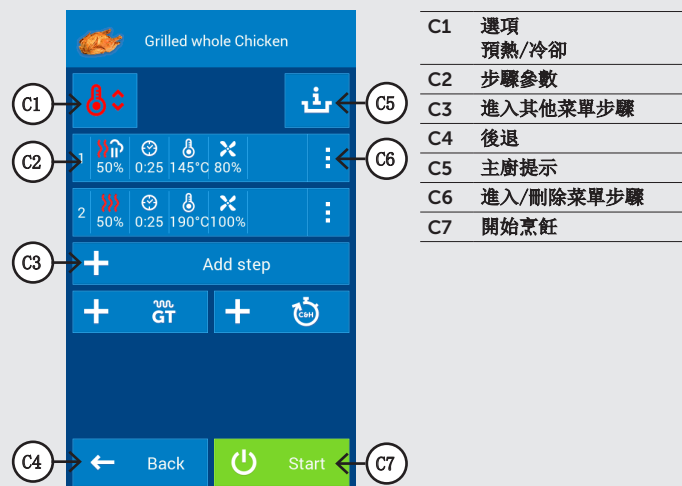 Grilled whole Chicken
C1
C5
C2
1 50% 0:25 145°C 80%
C6
2 50% 0:25 190°C 100%
C3
Add step
GT
C&H
C4
Back
Start
C7
C1 選項
預熱/冷卻
C2 步驟參數
C3 進入其他菜單步驟
C4 後退
C5 主廚提示
C6 進入/刪除菜單步驟
C7 開始烹飪